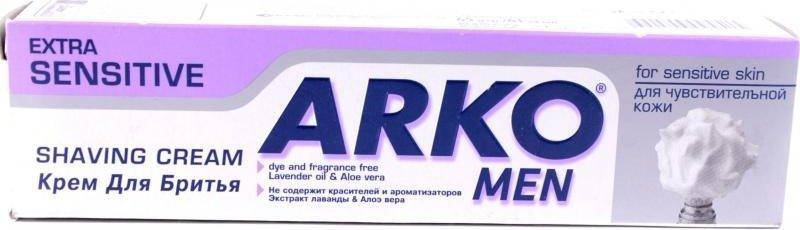 EXTRA
SENSITIVE
ARKO®
MEN
for sensitive skin
для чувствительной
кожи
SHAVING CREAM
Крем Для Бритья
dye and fragrance free
Lavender oil & Aloe vera
Не содержит красителей и ароматизаторов
Экстракт лаванды & Алоэ вера